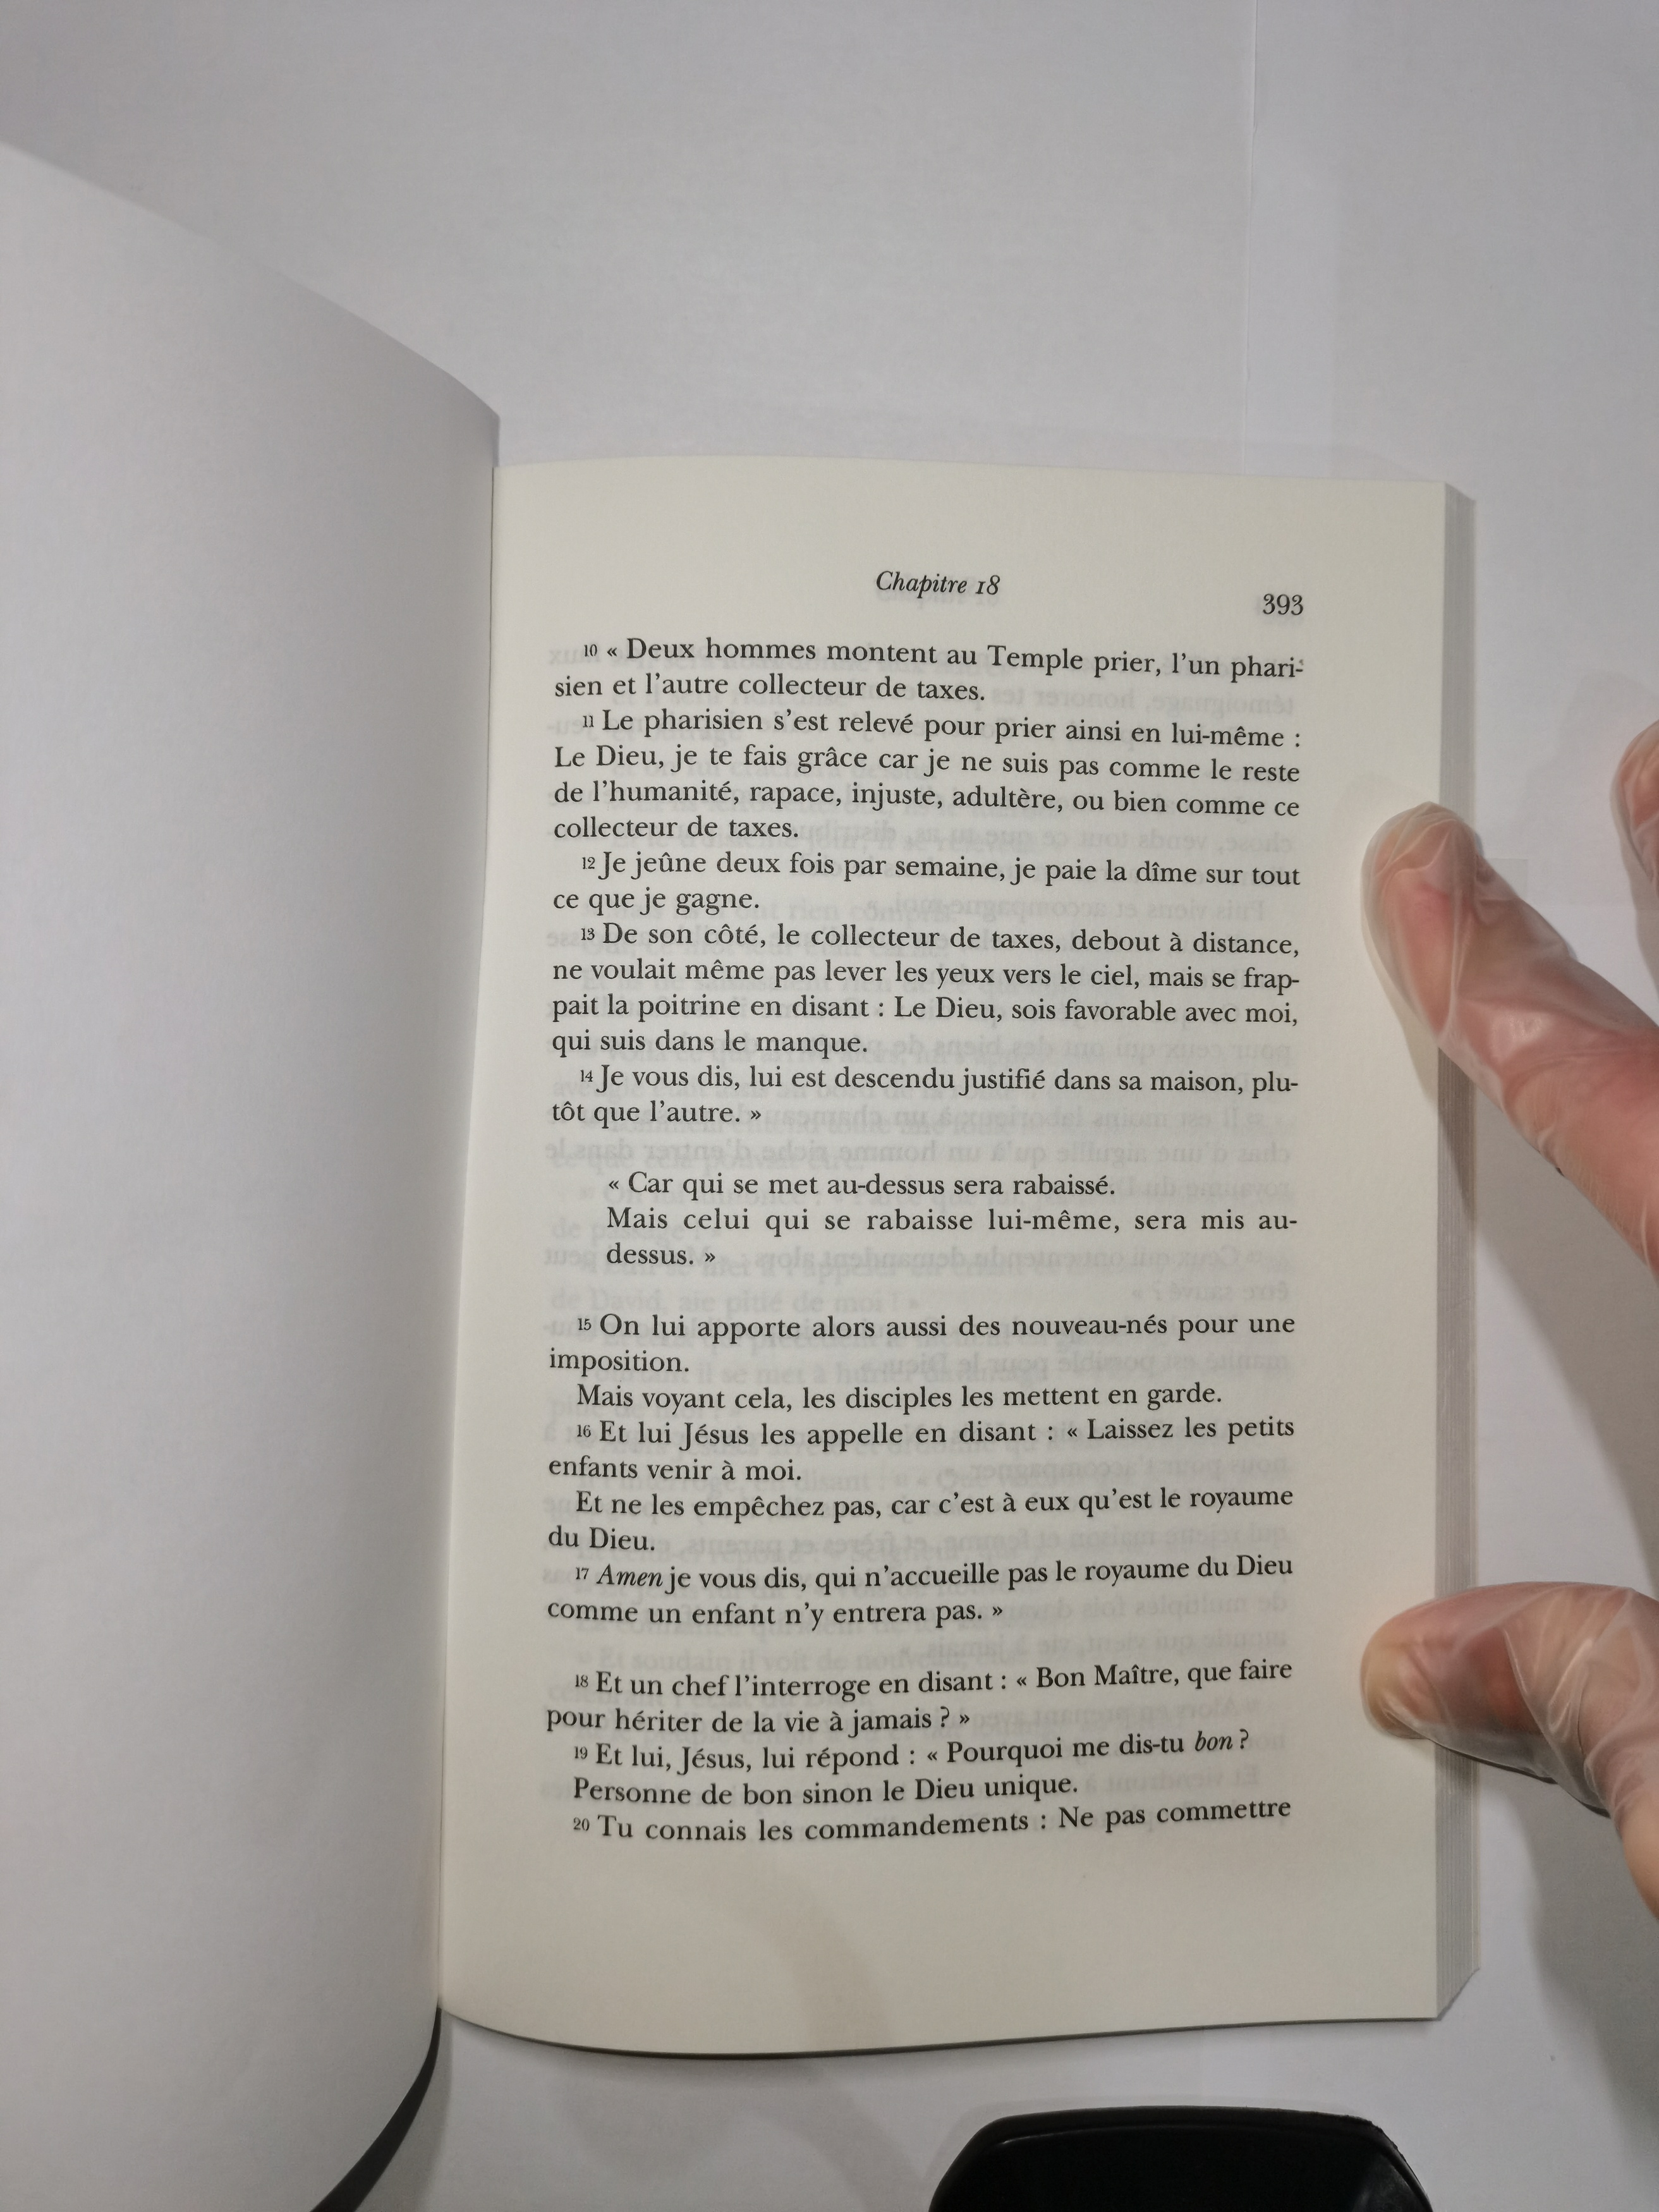 Chapitre 18
393
10 « Deux hommes montent au Temple prier, l'un phari-
sien et l'autre collecteur de taxes.
11 Le pharisien s'est relevé pour prier ainsi en lui-même :
Le Dieu, je te fais grâce car je ne suis pas comme le reste
de l'humanité, rapace, injuste, adultère, ou bien comme ce
collecteur de taxes.
12 Je jeûne deux fois par semaine, je paie la dîme sur tout
ce que je gagne.
13 De son côté, le collecteur de taxes, debout à distance,
ne voulait même pas lever les yeux vers le ciel, mais se frap-
pait la poitrine en disant : Le Dieu, sois favorable avec moi,
qui suis dans le manque.
14 Je vous dis, lui est descendu justifié dans sa maison, plu-
tôt que l'autre. »
« Car qui se met au-dessus sera rabaissé.
Mais celui qui se rabaisse lui-même, sera mis au-
dessus. »
15 On lui apporte alors aussi des nouveau-nés pour une
imposition.
Mais voyant cela, les disciples les mettent en garde.
16 Et lui Jésus les appelle en disant : « Laissez les petits
enfants venir à moi.
Et ne les empêchez pas, car c'est à eux qu'est le royaume
du Dieu.
17 Amen je vous dis, qui n'accueille pas le royaume du Dieu
comme un enfant n'y entrera pas. »
18 Et un chef l'interroge en disant : « Bon Maître, que faire
pour hériter de la vie à jamais ? »
19 Et lui, Jésus, lui répond : « Pourquoi me dis-tu bon ?
Personne de bon sinon le Dieu unique.
20 Tu connais les commandements : Ne pas commettre